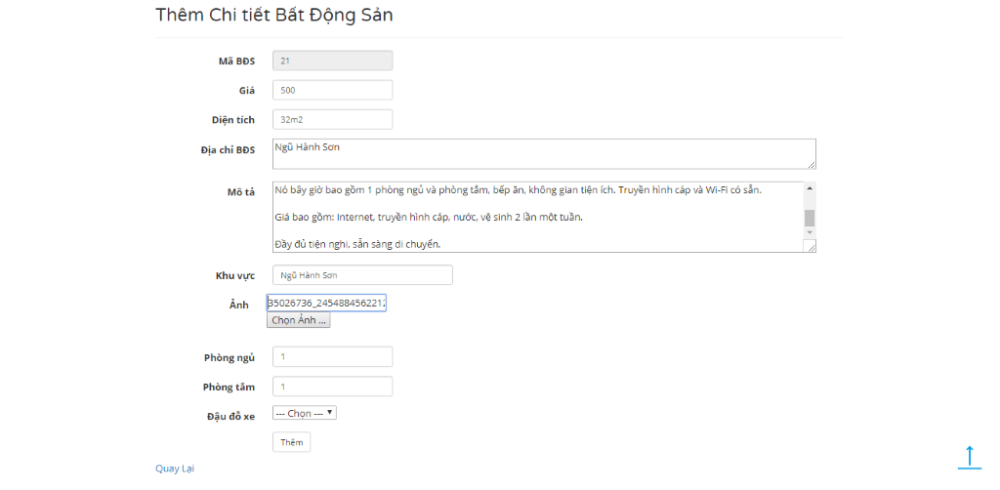 Thêm Chi tiết Bất Động Sản
Mã BĐS 21
Giá 500
Diện tích 32m2
Địa chỉ BĐS Ngũ Hành Sơn
Mô tả Nó bây giờ bao gồm 1 phòng ngủ và phòng tắm, bếp ăn, không gian tiện ích. Truyền hình cáp và Wi-Fi có sẵn.
Giá bao gồm: Internet, truyền hình cáp, nước, vệ sinh 2 lần một tuần.
Đầy đủ tiện nghi, sẵn sàng di chuyển.
Khu vực Ngũ Hành Sơn
Ảnh 35026736_245488456221
Chọn Ảnh ...
Phòng ngủ 1
Phòng tắm 1
Đậu đỗ xe --- Chọn ---
Thêm
Quay Lại